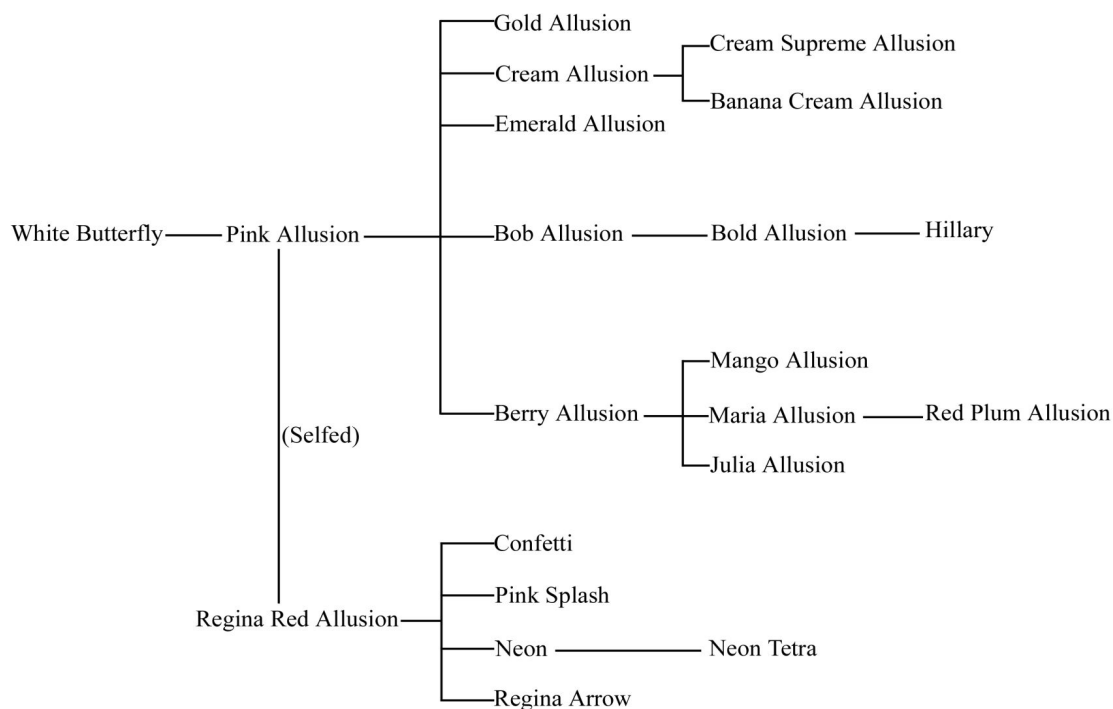 Gold Allusion
Cream Supreme Allusion
Cream Allusion
Banana Cream Allusion
Emerald Allusion
White Butterfly
Pink Allusion
Bob Allusion
Bold Allusion
Hillary
Mango Allusion
Berry Allusion
Maria Allusion
Red Plum Allusion
(Selfed)
Julia Allusion
Confetti
Pink Splash
Regina Red Allusion
Neon
Neon Tetra
Regina Arrow